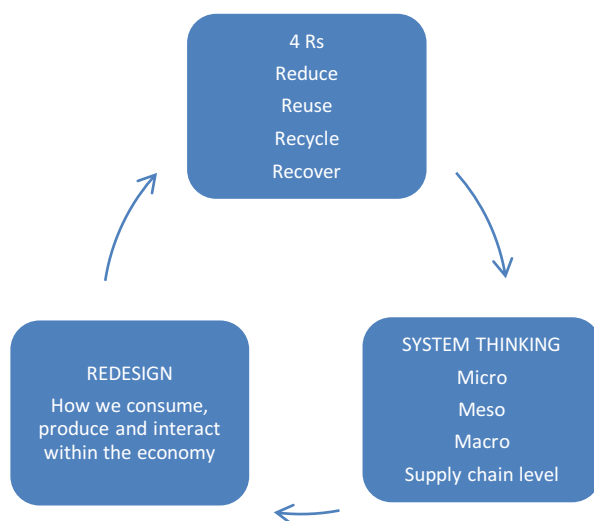 4 Rs
Reduce
Reuse
Recycle
Recover
SYSTEM THINKING
Micro
Meso
Macro
Supply chain level
REDESIGN
How we consume,
produce and interact
within the economy